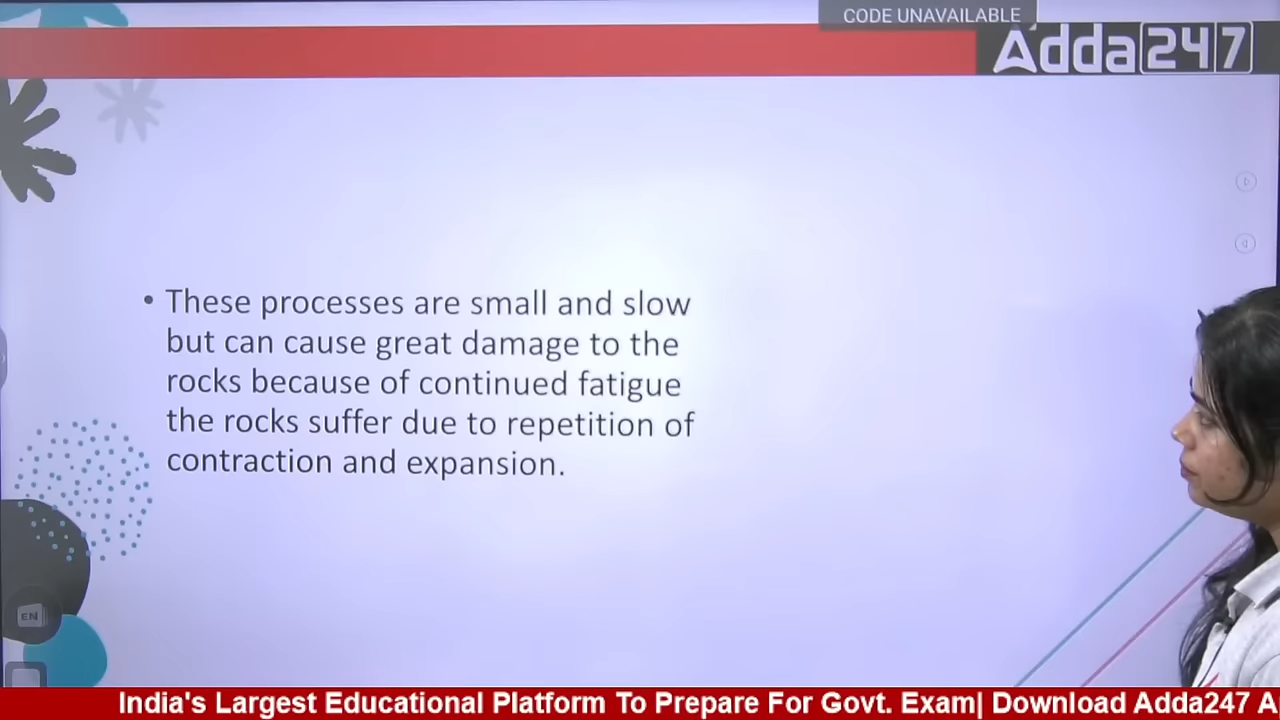 CODE UNAVAILABLE
Adda247
• These processes are small and slow
but can cause great damage to the
rocks because of continued fatigue
the rocks suffer due to repetition of
contraction and expansion.
EN
India's Largest Educational Platform To Prepare For Govt. Exam| Download Adda247 A